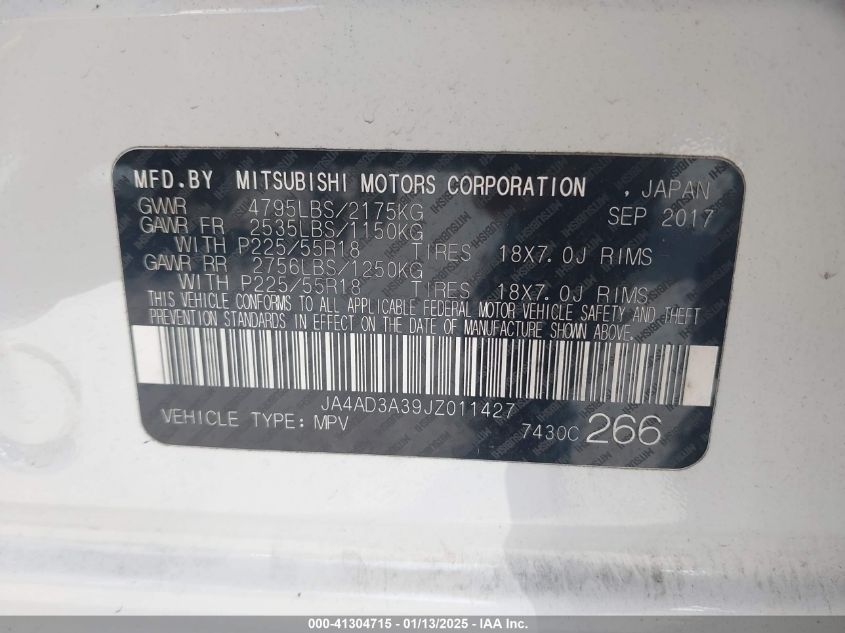 MFD.BY MITSUBISHI MOTORS CORPORATION , JAPAN
GVWR 4795LBS/2175KG SEP 2017
GAWR FR 2535LBS/1150KG
WITH P225/55R18 TIRES 18X7.0J RIMS
GAWR RR 2756LBS/1250KG
WITH P225/55R18 TIRES 18X7.0J RIMS
THIS VEHICLE CONFORMS TO ALL APPLICABLE FEDERAL MOTOR VEHICLE SAFETY AND THEFT
PREVENTION STANDARDS IN EFFECT ON THE DATE OF MANUFACTURE SHOWN ABOVE.
JA4AD3A39JZ011427
VEHICLE TYPE: MPV 7430C 266
000-41304715 - 01/13/2025 - IAAI.COM